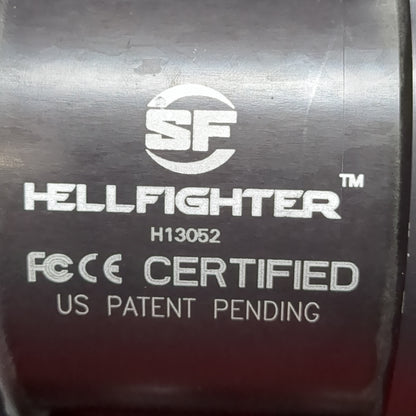 SF
HELLFIGHTER™
H13052
FC CE CERTIFIED
US PATENT PENDING